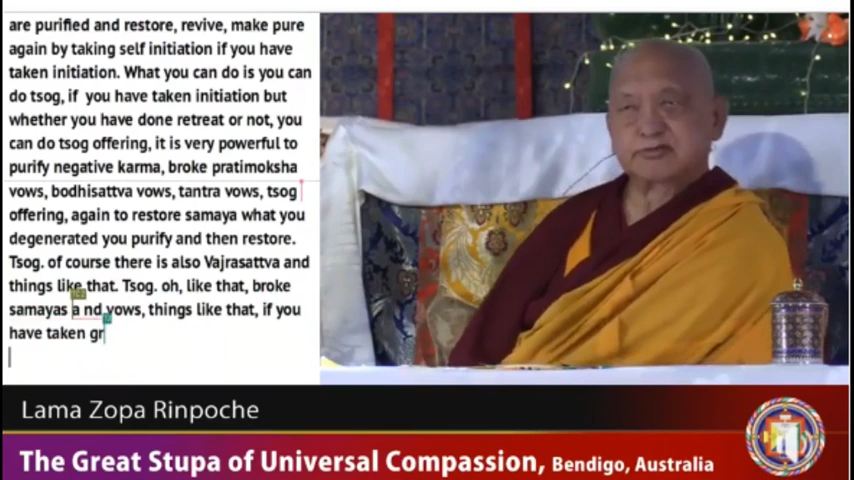 are purified and restore, revive, make pure
again by taking self initiation if you have
taken initiation. What you can do is you can
do tsog, if  you have taken initiation but
whether you have done retreat or not, you
can do tsog offering, it is very powerful to
purify negative karma, broke pratimoksha
vows, bodhisattva vows, tantra vows, tsog
offering, again to restore samaya what you
degenerated you purify and then restore.
Tsog. of course there is also Vajrasattva and
things like that. Tsog. oh, like that, broke
samayas a nd vows, things like that, if you
have taken gr
Lama Zopa Rinpoche
The Great Stupa of Universal Compassion, Bendigo, Australia